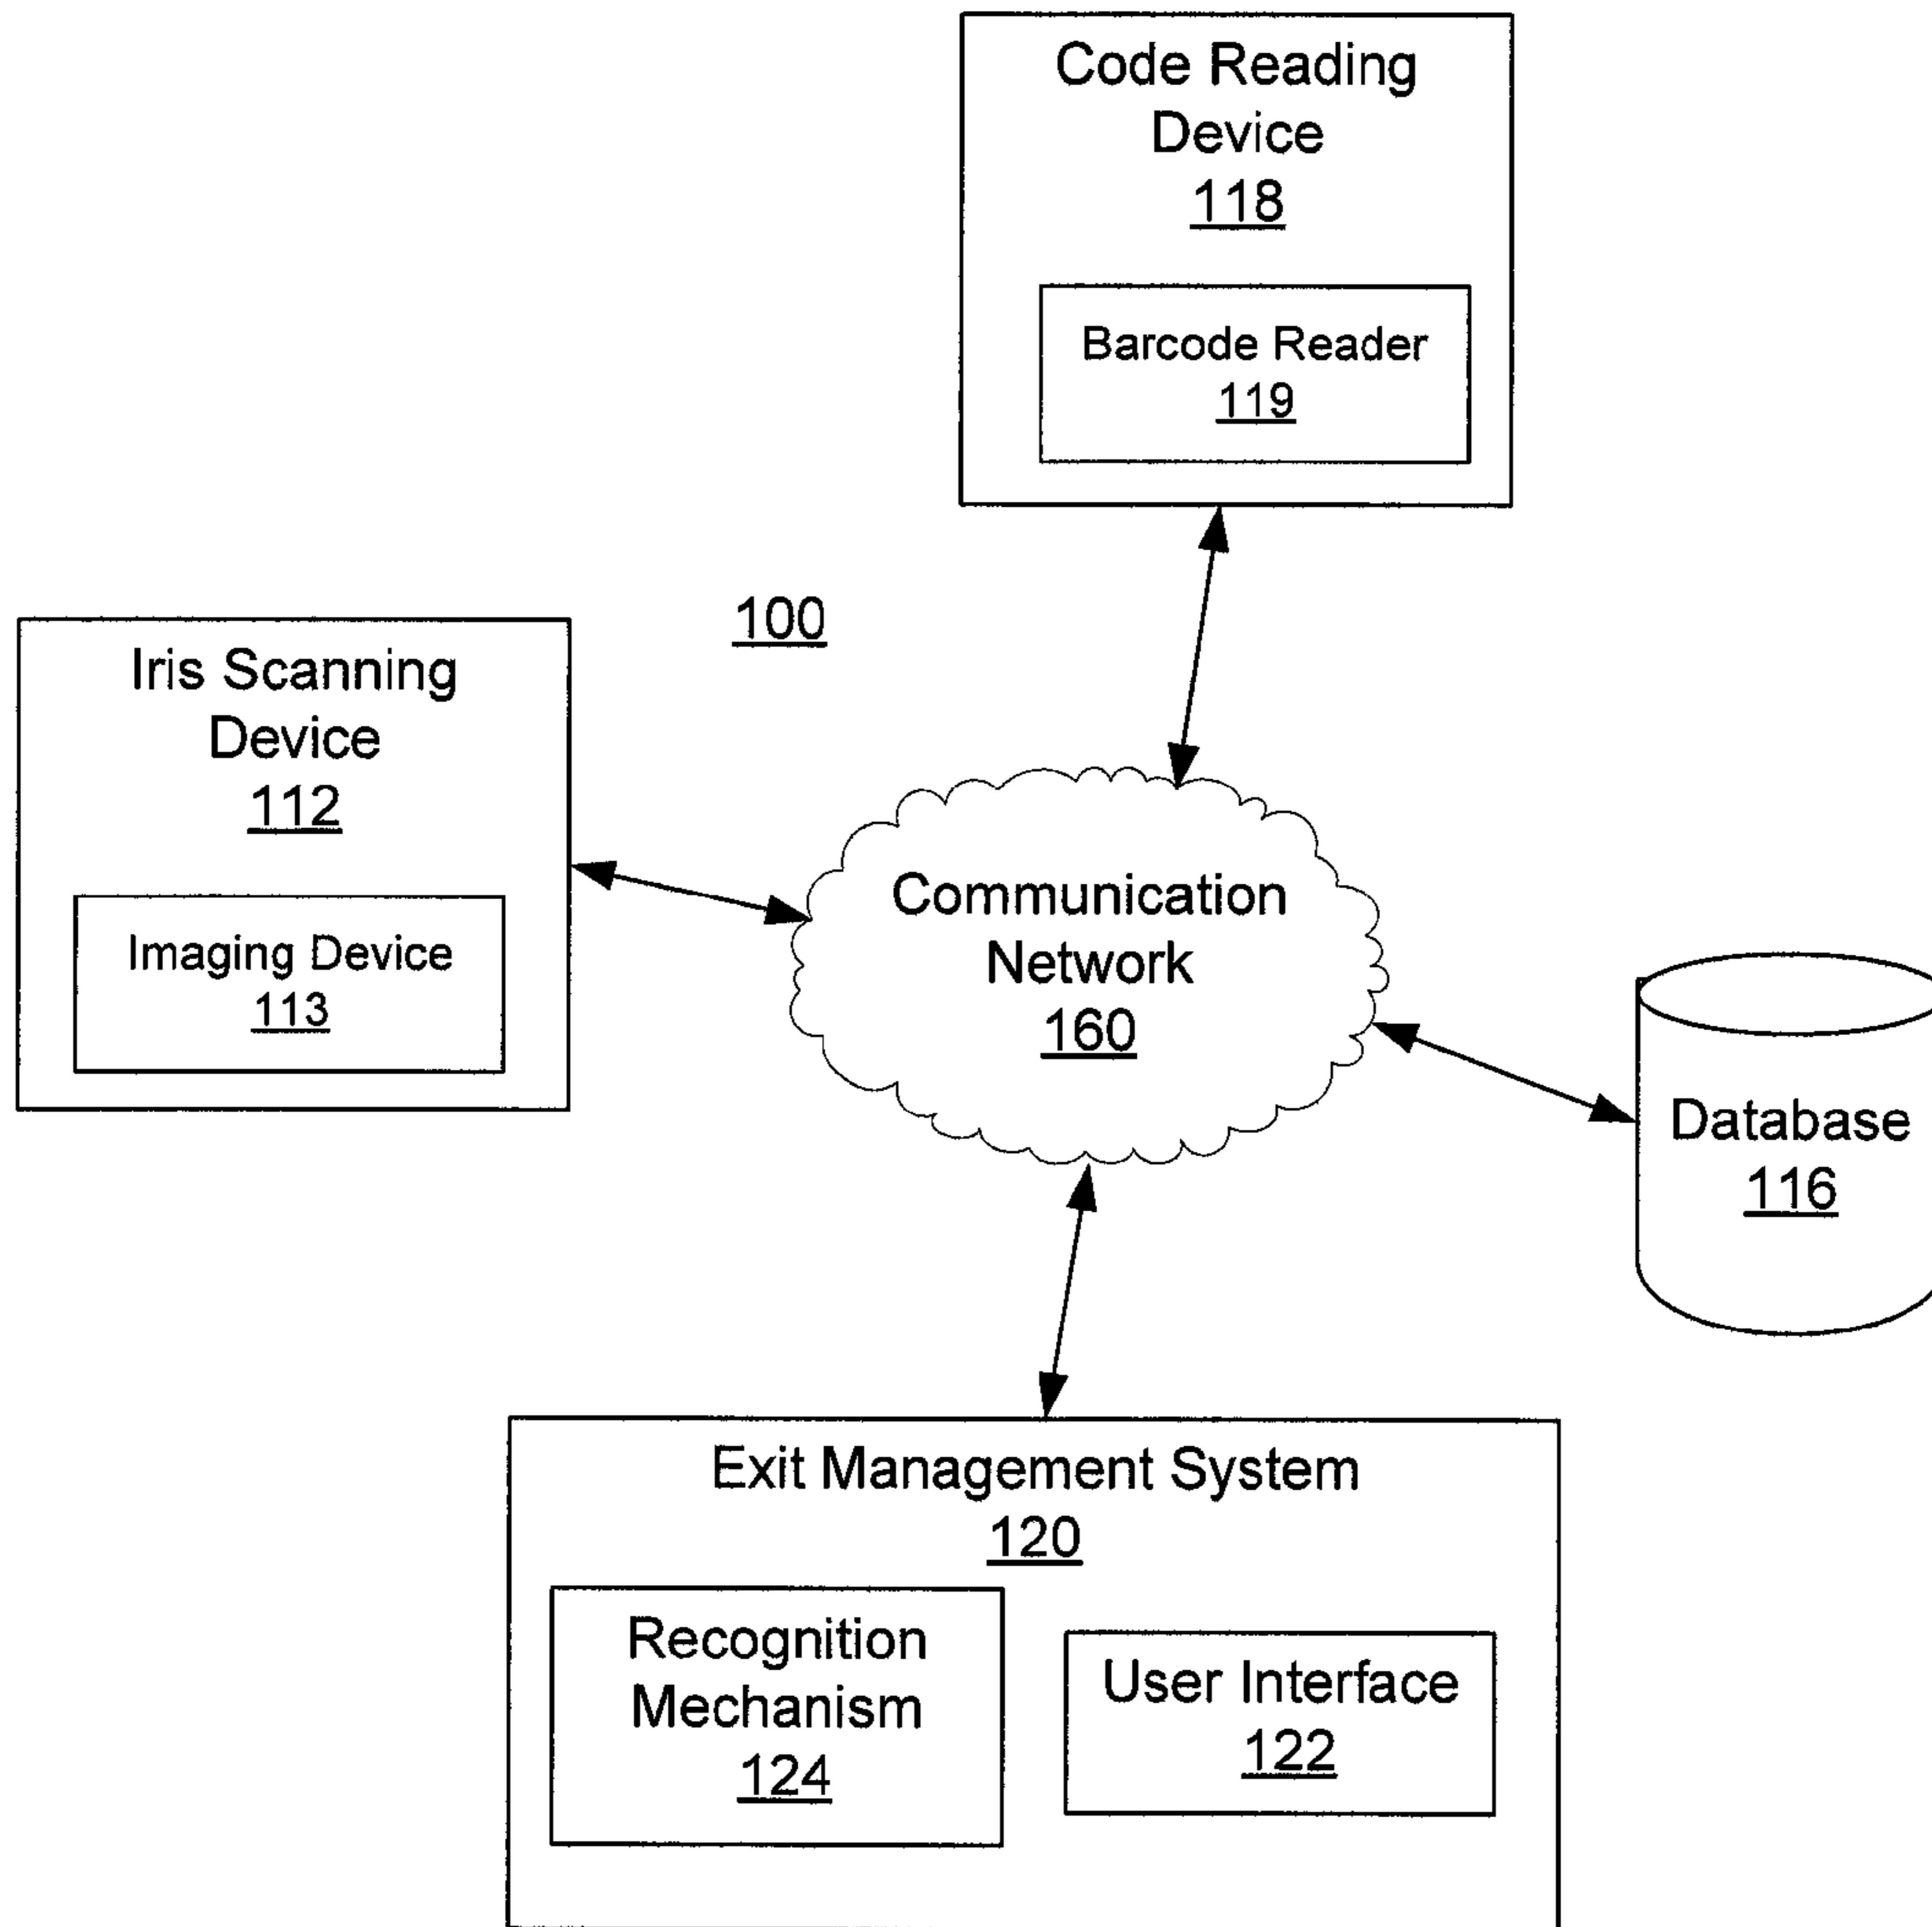 Code Reading
Device
118
Barcode Reader
119
100
Iris Scanning
Device
112
Imaging Device
113
Communication
Network
160
Database
116
Exit Management System
120
Recognition
Mechanism
124
User Interface
122